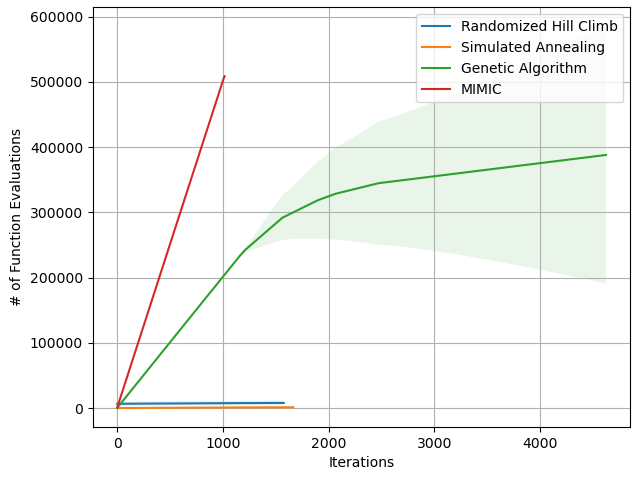 600000
500000
400000
300000
200000
100000
0
# of Function Evaluations
Randomized Hill Climb
Simulated Annealing
Genetic Algorithm
MIMIC
0 1000 2000 3000 4000
Iterations